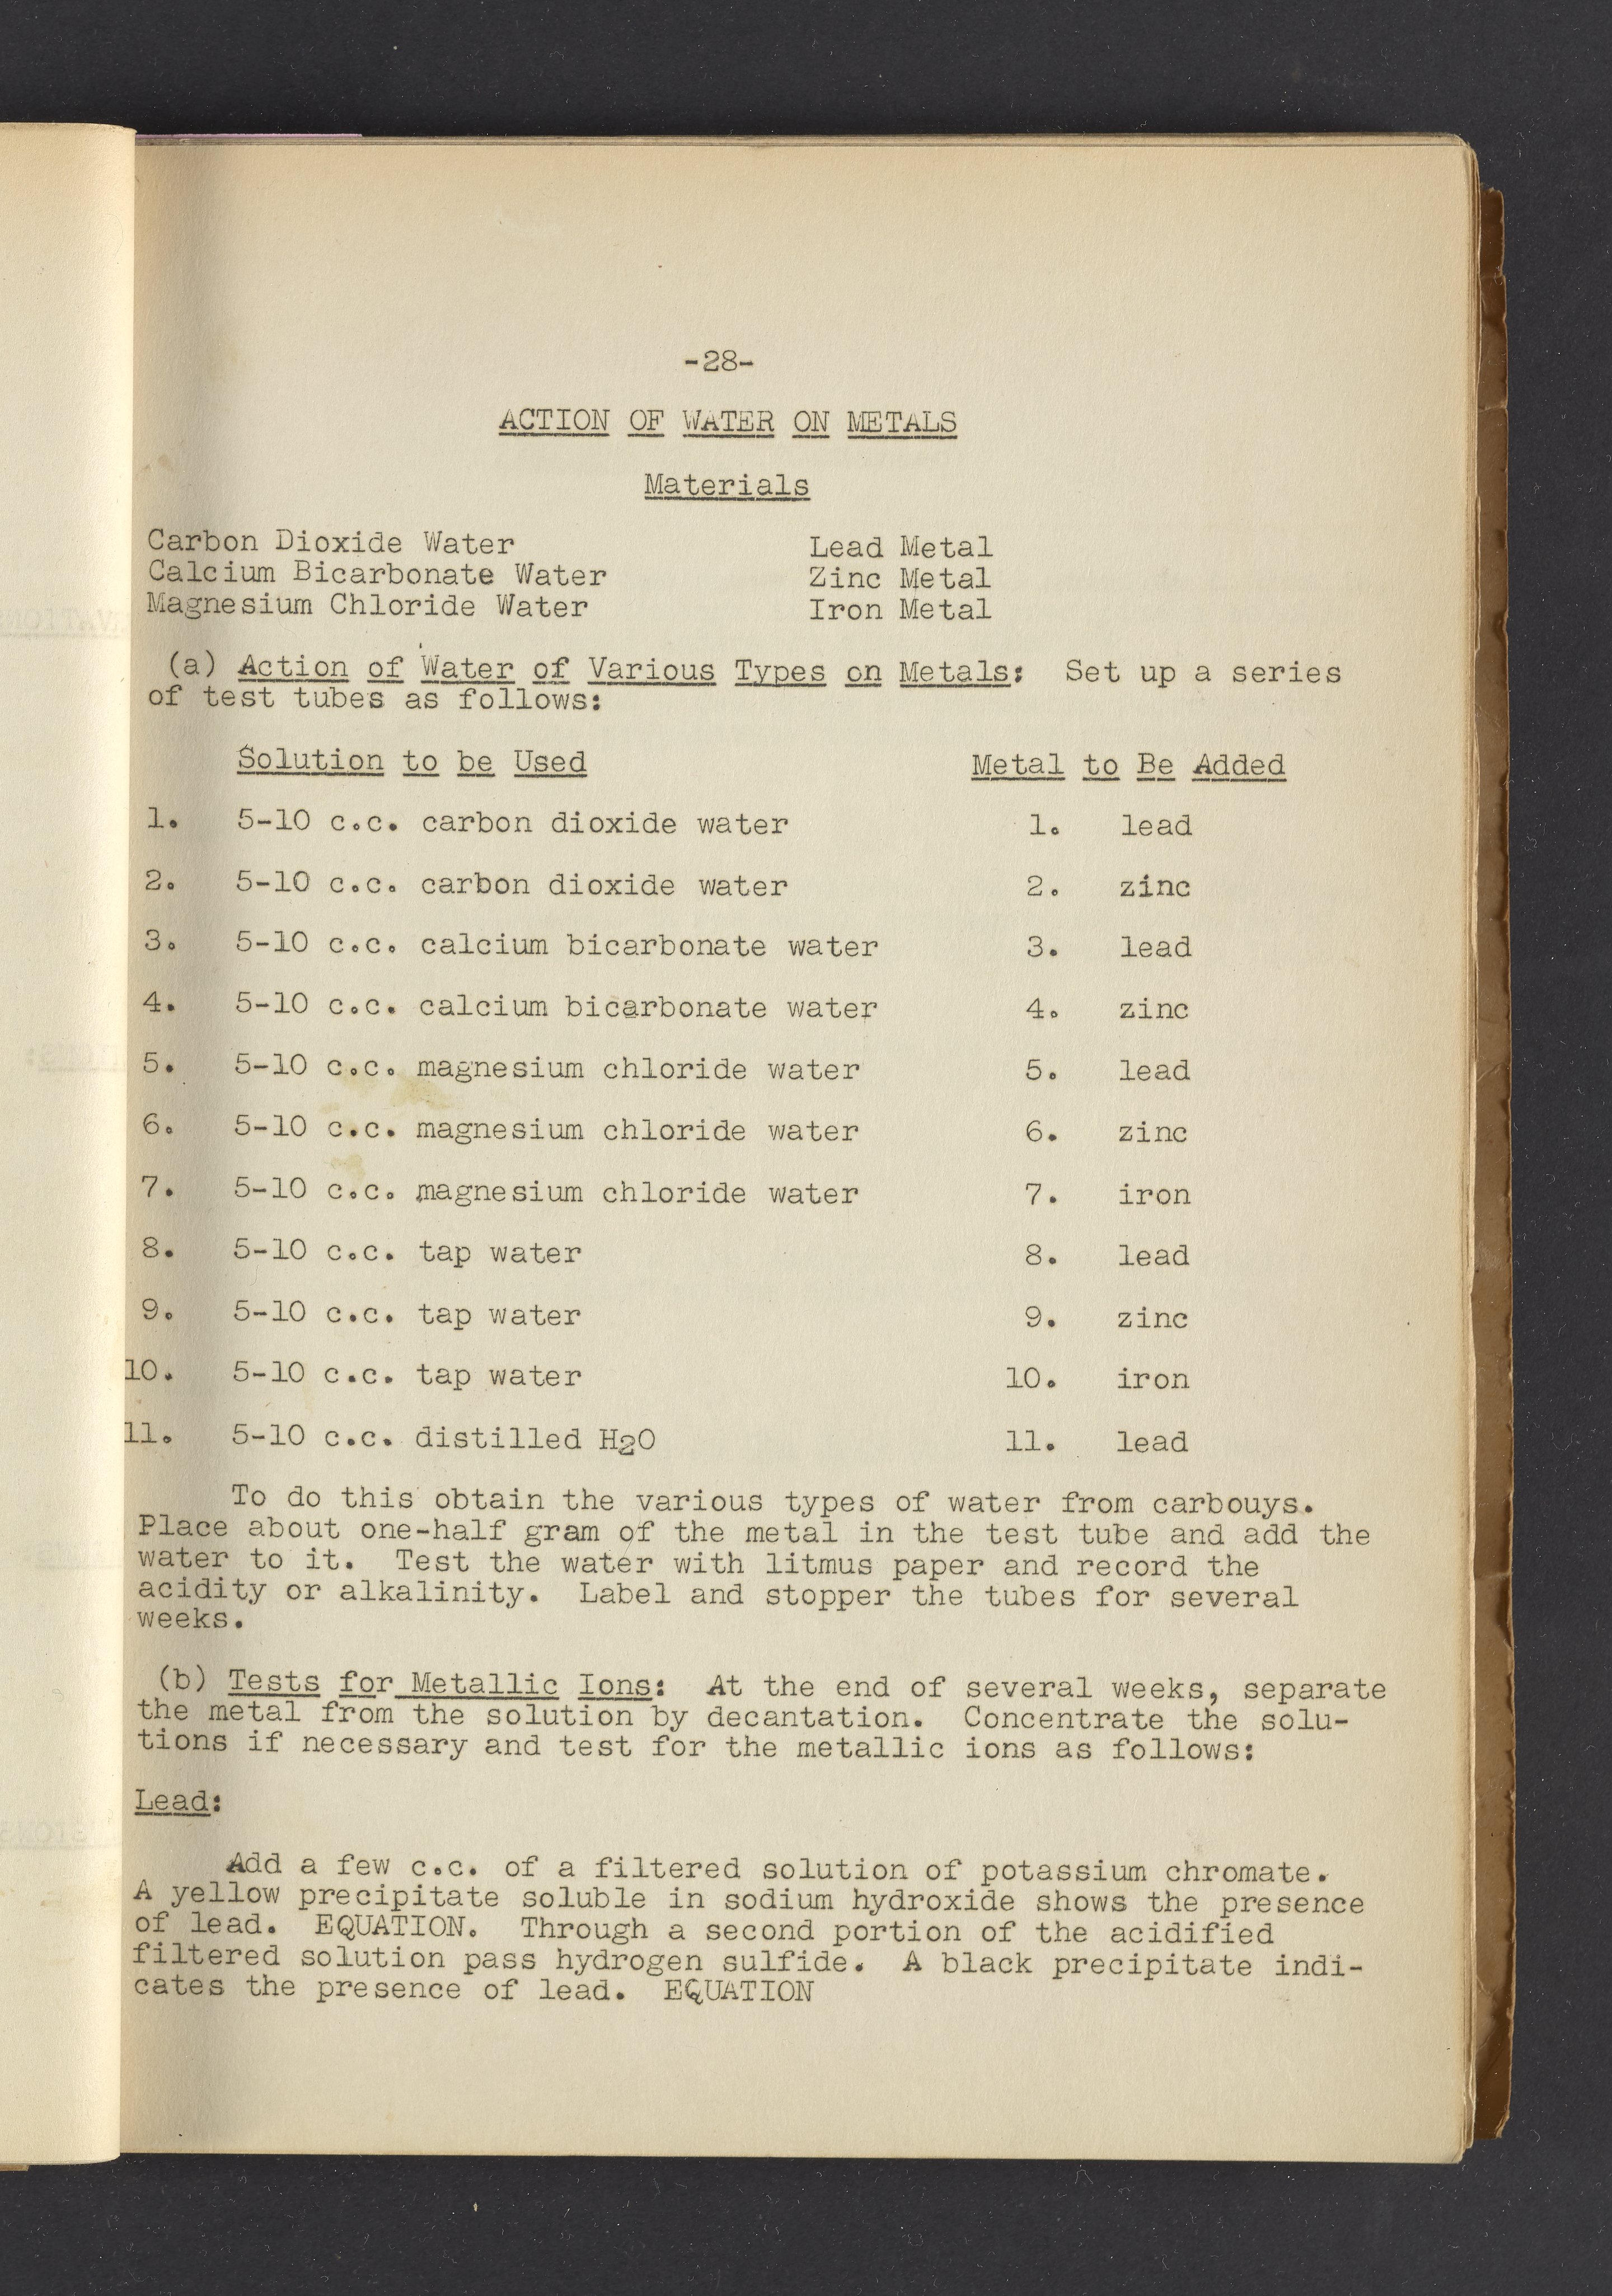 -28-
ACTION OF WATER ON METALS
Materials
Carbon Dioxide Water Lead Metal
Calcium Bicarbonate Water Zinc Metal
Magnesium Chloride Water Iron Metal
(a) Action of Water of Various Types on Metals: Set up a series
of test tubes as follows:
Solution to be Used Metal to Be Added
1. 5-10 c.c. carbon dioxide water 1. lead
2. 5-10 c.c. carbon dioxide water 2. zinc
3. 5-10 c.c. calcium bicarbonate water 3. lead
4. 5-10 c.c. calcium bicarbonate water 4. zinc
5. 5-10 c.c. magnesium chloride water 5. lead
6. 5-10 c.c. magnesium chloride water 6. zinc
7. 5-10 c.c. magnesium chloride water 7. iron
8. 5-10 c.c. tap water 8. lead
9. 5-10 c.c. tap water 9. zinc
10. 5-10 c.c. tap water 10. iron
11. 5-10 c.c. distilled H2O 11. lead
To do this obtain the various types of water from carbouys.
Place about one-half gram of the metal in the test tube and add the
water to it. Test the water with litmus paper and record the
acidity or alkalinity. Label and stopper the tubes for several
weeks.
(b) Tests for Metallic Ions: At the end of several weeks, separate
the metal from the solution by decantation. Concentrate the solu-
tions if necessary and test for the metallic ions as follows:
Lead:
Add a few c.c. of a filtered solution of potassium chromate.
A yellow precipitate soluble in sodium hydroxide shows the presence
of lead. EQUATION. Through a second portion of the acidified
filtered solution pass hydrogen sulfide. A black precipitate indi-
cates the presence of lead. EQUATION